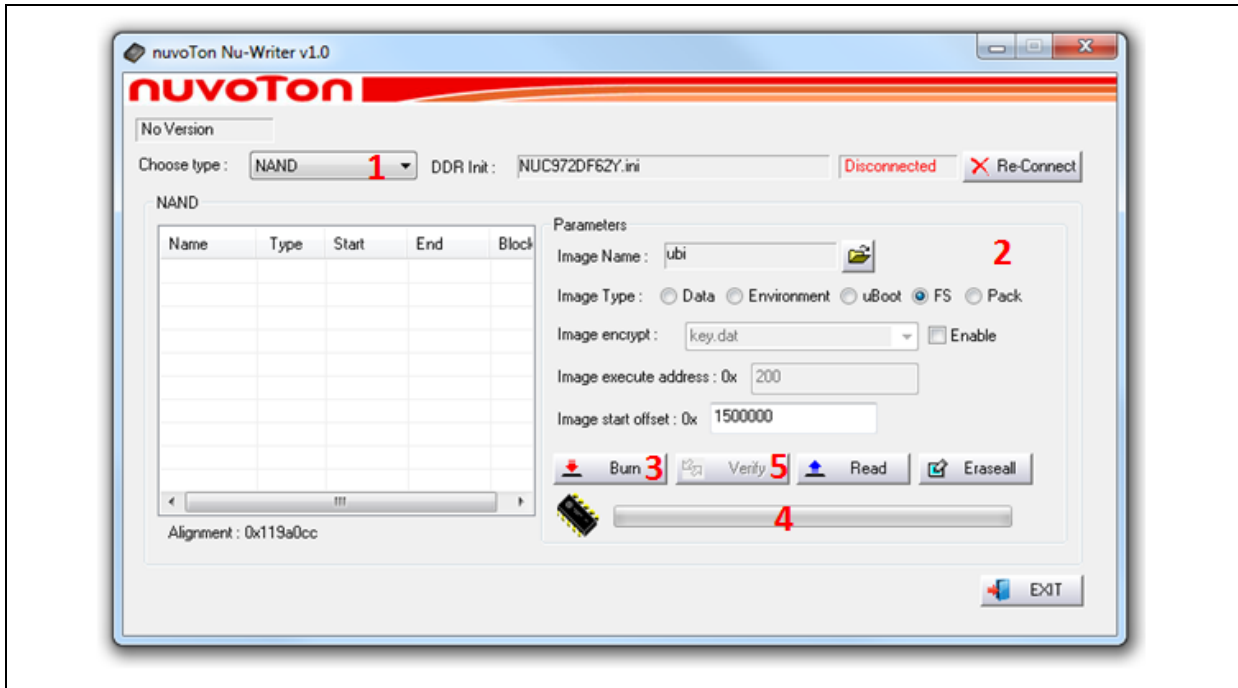 nuvoTon Nu-Writer v1.0
nuvoTon
No Version
Choose type : NAND 1 DDR Init : NUC972DF62Y.ini Disconnected Re-Connect
NAND
Name Type Start End Block
Parameters
Image Name : ubi 2
Image Type : Data Environment uBoot FS Pack
Image encrypt : key.dat Enable
Image execute address : 0x 200
Image start offset : 0x 1500000
Burn 3 Verify 5 Read Eraseall
4
Alignment : 0x119a0cc
EXIT